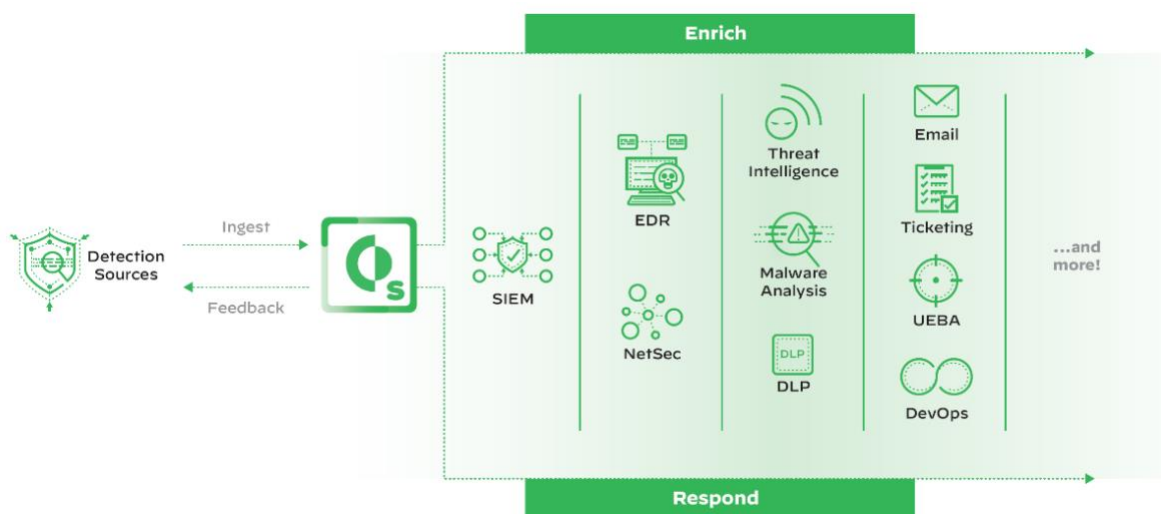 Enrich
Detection
Sources
Ingest
Feedback
S
SIEM
EDR
NetSec
Threat
Intelligence
Malware
Analysis
DLP
DLP
Email
Ticketing
UEBA
DevOps
...and
more!
Respond